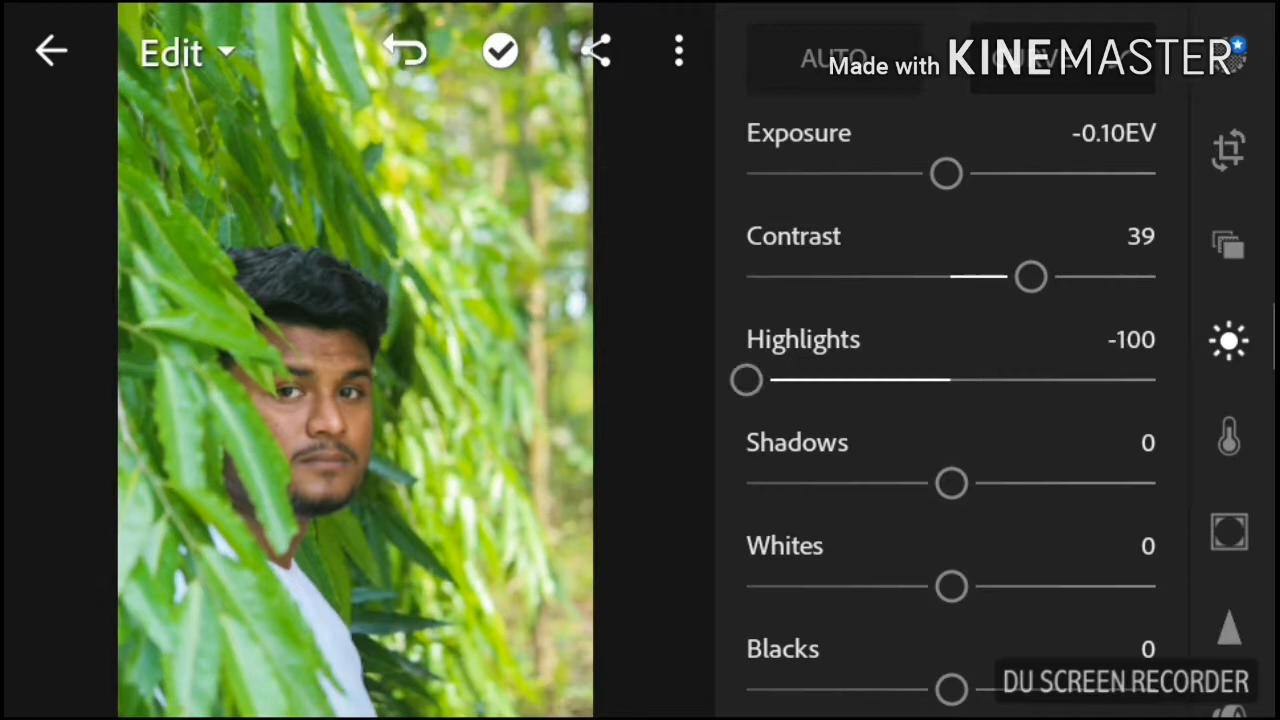 Edit
AUTO
Made with KINEMASTER
Exposure -0.10EV
Contrast 39
Highlights -100
Shadows 0
Whites 0
Blacks 0
DU SCREEN RECORDER